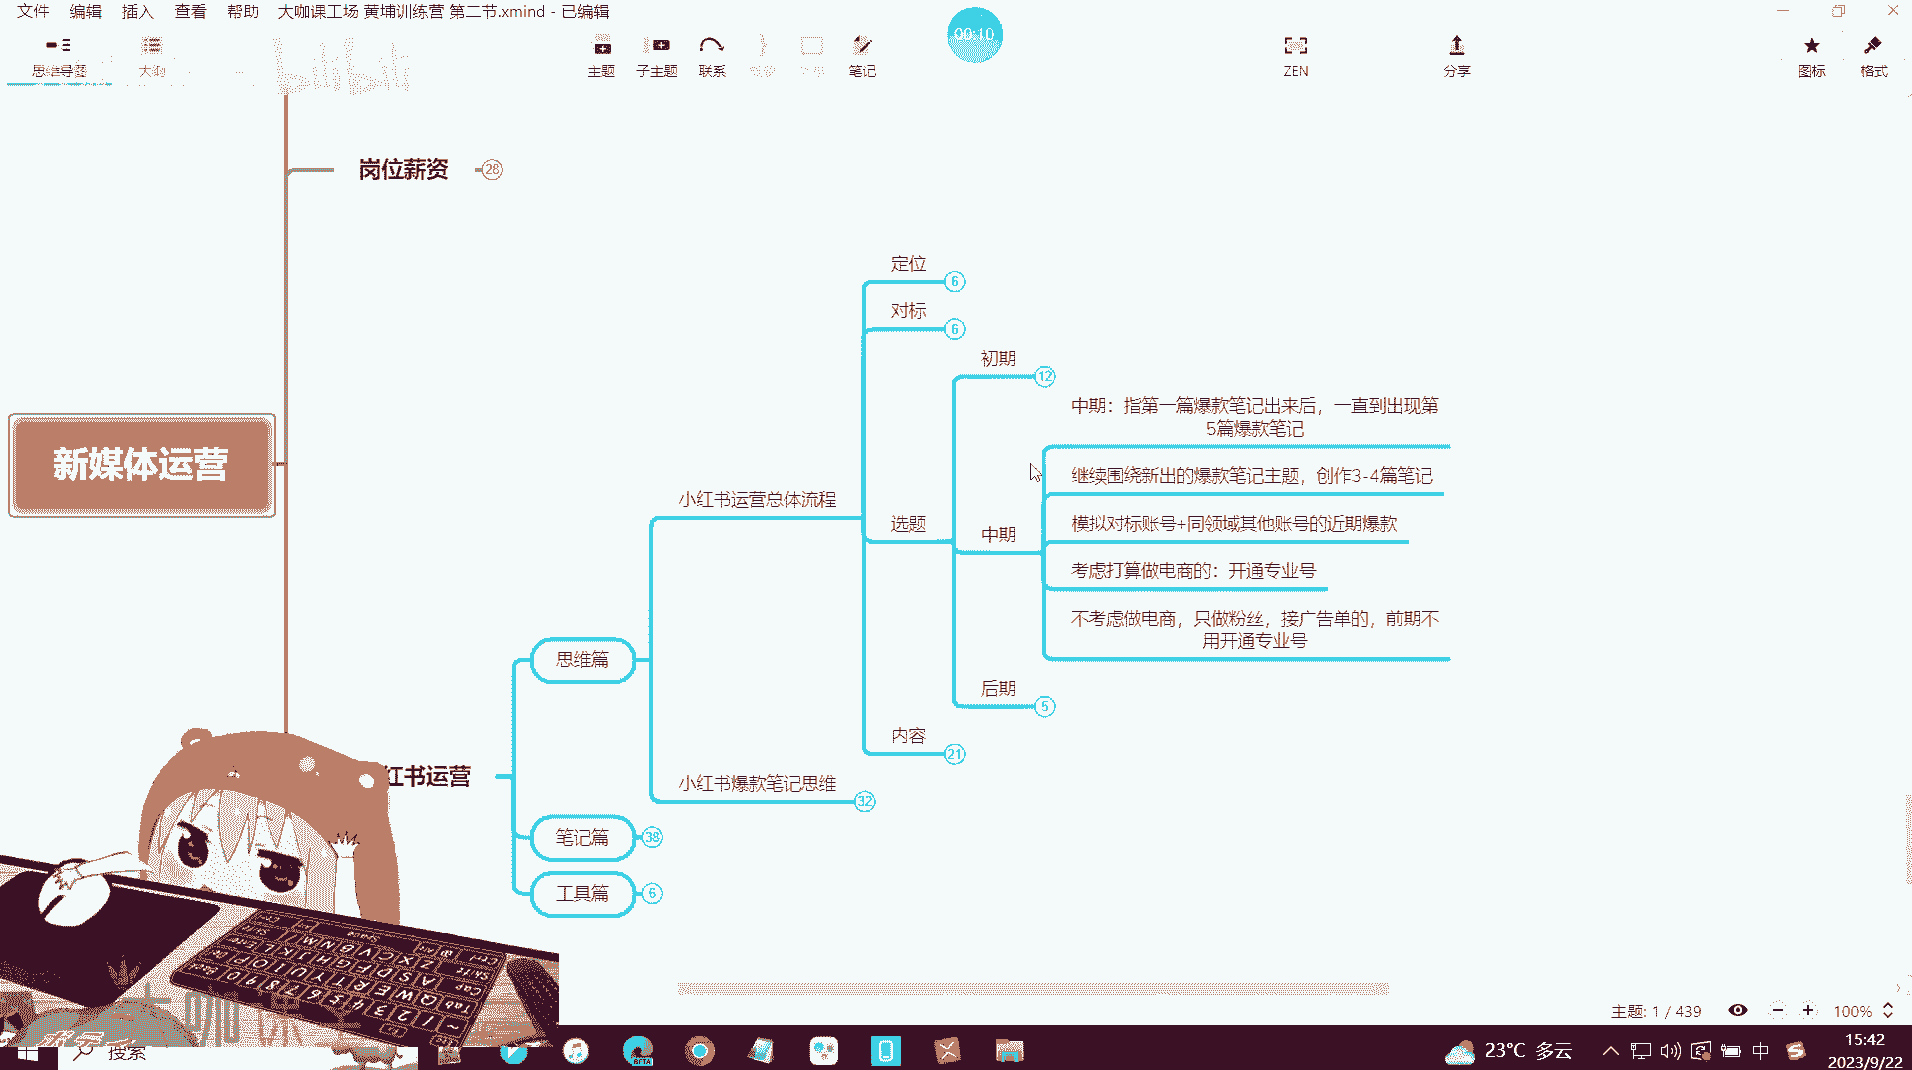 文件 编辑 插入 查看 帮助 大咖课工场 黄埔训练营 第二节.xmind - 已编辑
00:10
思维导图 大纲 主题 子主题 联系 笔记 ZEN 分享 图标 格式
bilibili
岗位薪资 28
定位 6
对标 6
初期 12
中期：指第一篇爆款笔记出来后，一直到出现第
5篇爆款笔记
继续围绕新出的爆款笔记主题，创作3-4篇笔记
新媒体运营
小红书运营总体流程
选题
中期
模拟对标账号+同领域其他账号的近期爆款
考虑打算做电商的：开通专业号
不考虑做电商，只做粉丝，接广告单的，前期不
用开通专业号
思维篇
后期 5
内容 21
红书运营
小红书爆款笔记思维 32
笔记篇 38
工具篇 6
主题: 1 / 439 100%
搜索
BETA
23°C 多云
中
15:42
2023/9/22